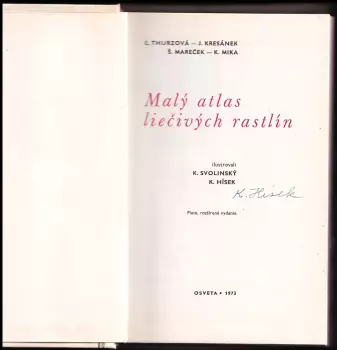 Ľ. THURZOVÁ — J. KRESÁNEK
Š. MAREČEK — K. MIKA
Malý atlas
liečivých rastlín
ilustrovali
K. SVOLINSKÝ
K. HÍSEK
K. Hísek
Piate, rozšírené vydanie
OSVETA • 1973